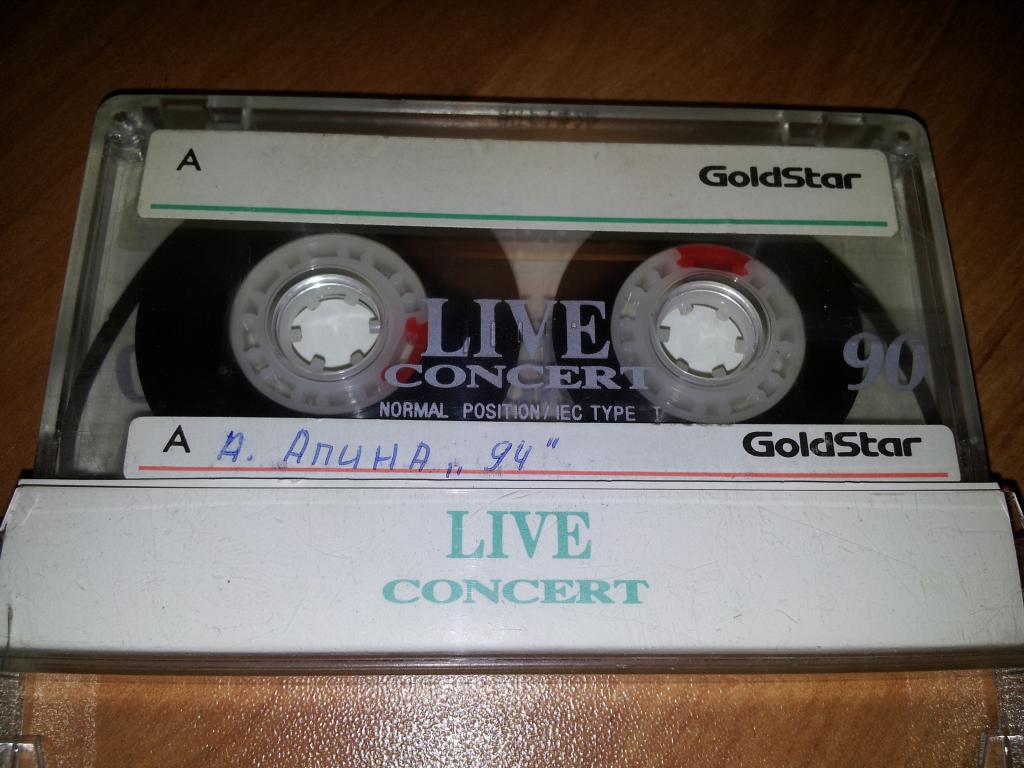 A GoldStar
LIVE
CONCERT
90
NORMAL POSITION/IEC TYPE I
A А. Апина „94" GoldStar
LIVE
CONCERT